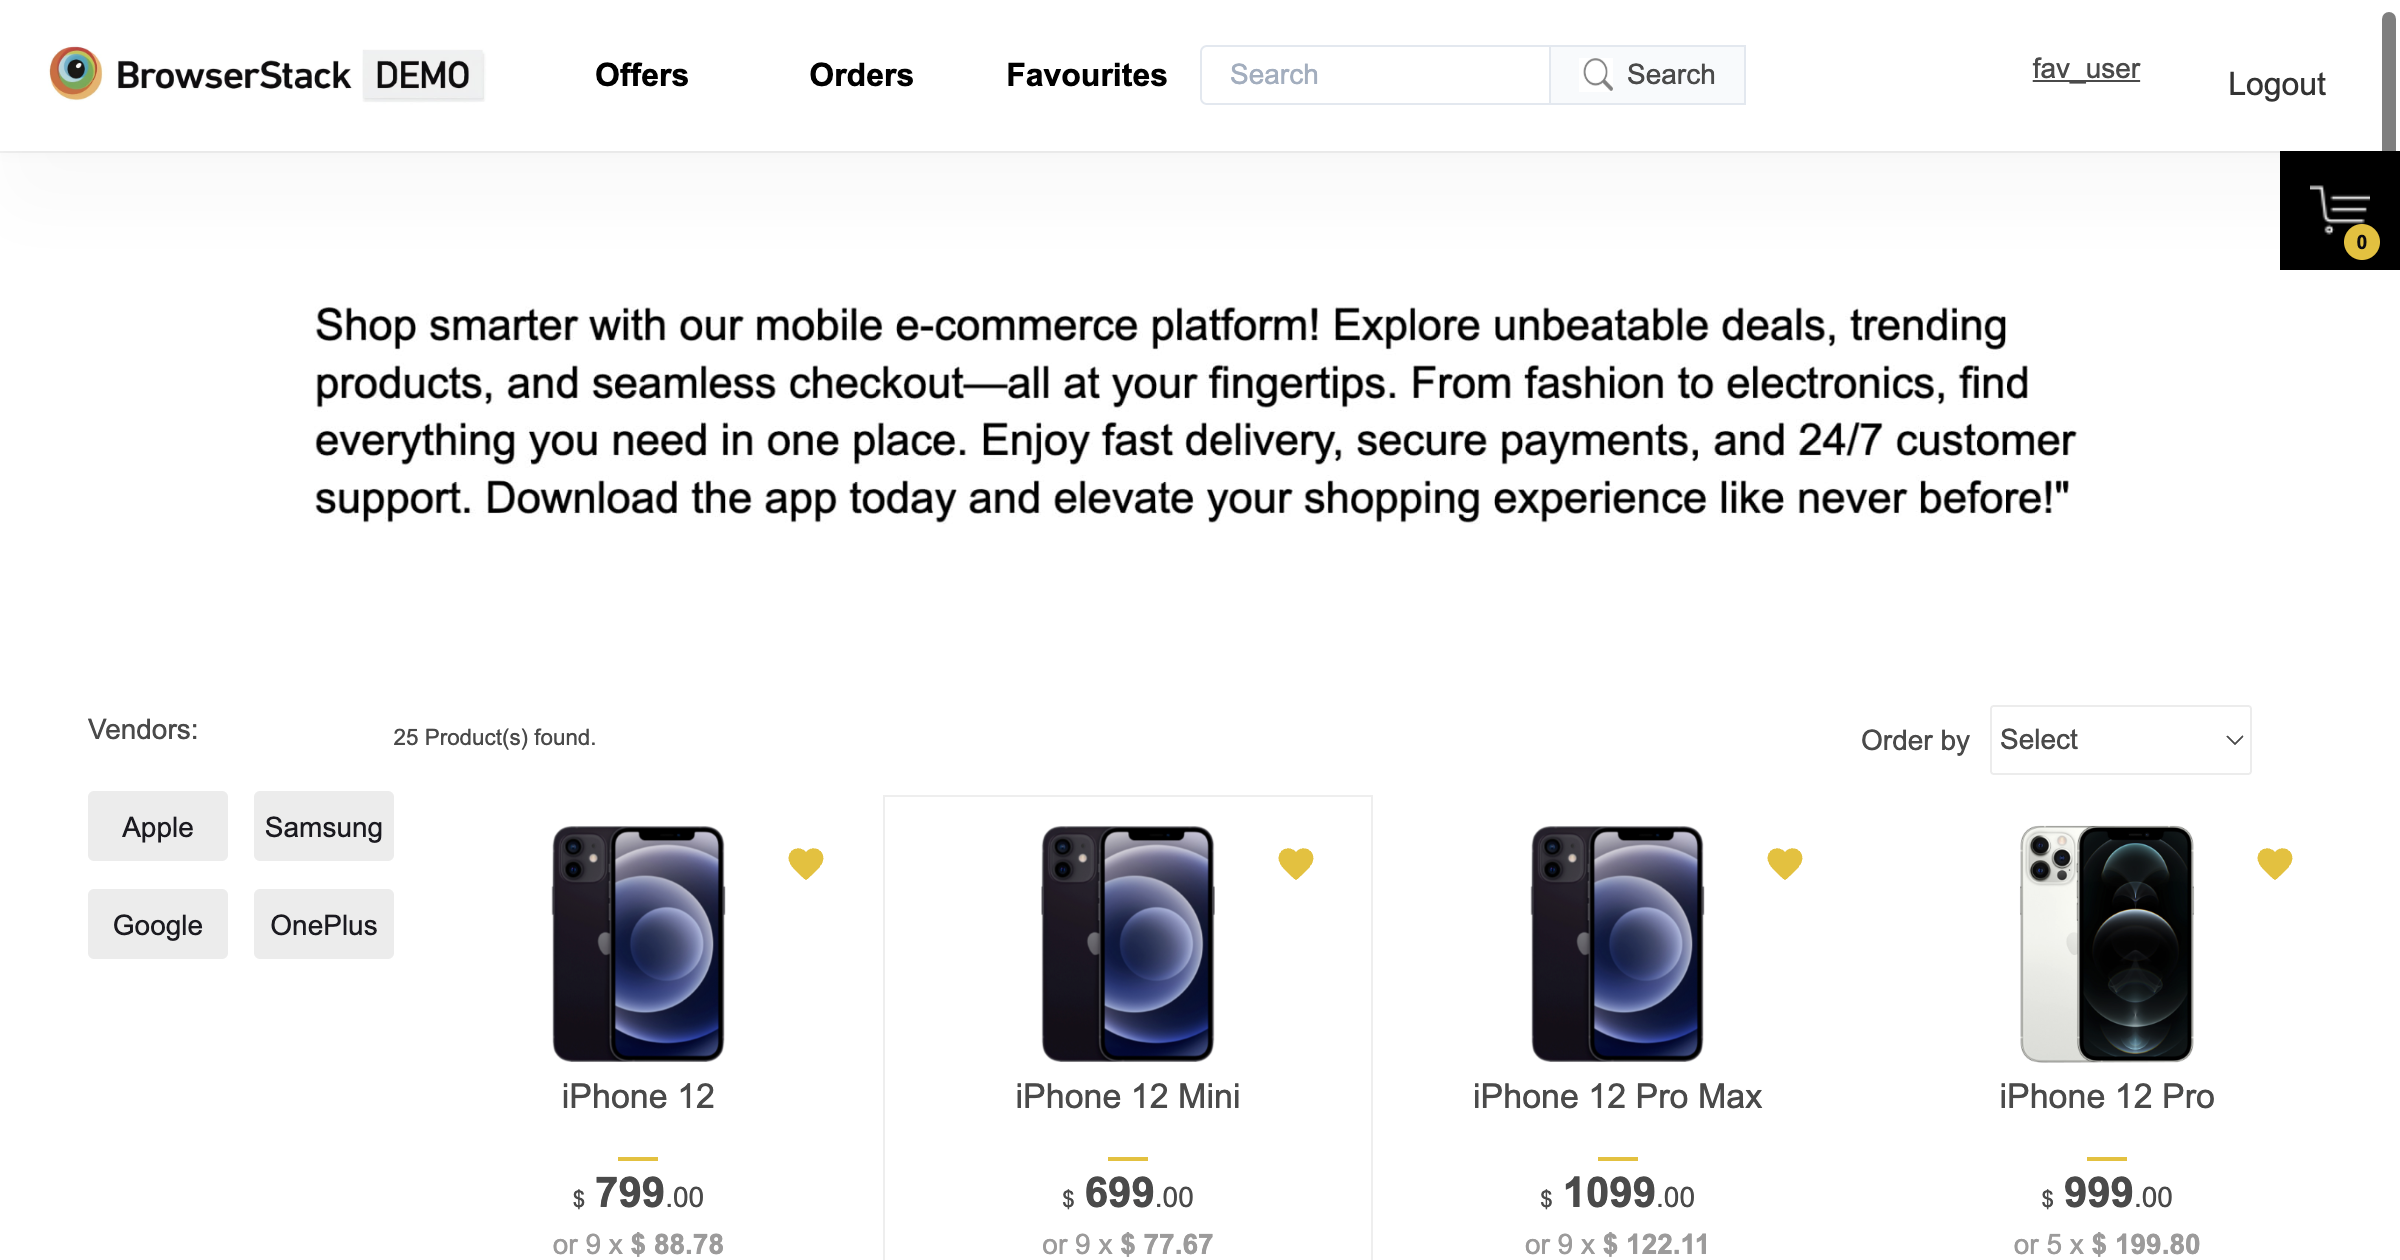 BrowserStack DEMO
Offers
Orders
Favourites
Search
Search
fav_user
Logout
0
Shop smarter with our mobile e-commerce platform! Explore unbeatable deals, trending
products, and seamless checkout—all at your fingertips. From fashion to electronics, find
everything you need in one place. Enjoy fast delivery, secure payments, and 24/7 customer
support. Download the app today and elevate your shopping experience like never before!"
Vendors:
25 Product(s) found.
Order by
Select
Apple
Samsung
Google
OnePlus
iPhone 12
$ 799.00
or 9 x $ 88.78
iPhone 12 Mini
$ 699.00
or 9 x $ 77.67
iPhone 12 Pro Max
$ 1099.00
or 9 x $ 122.11
iPhone 12 Pro
$ 999.00
or 5 x $ 199.80